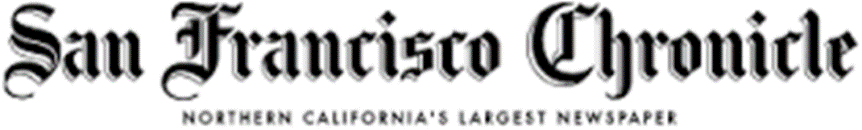 San Francisco Chronicle
NORTHERN CALIFORNIA'S LARGEST NEWSPAPER